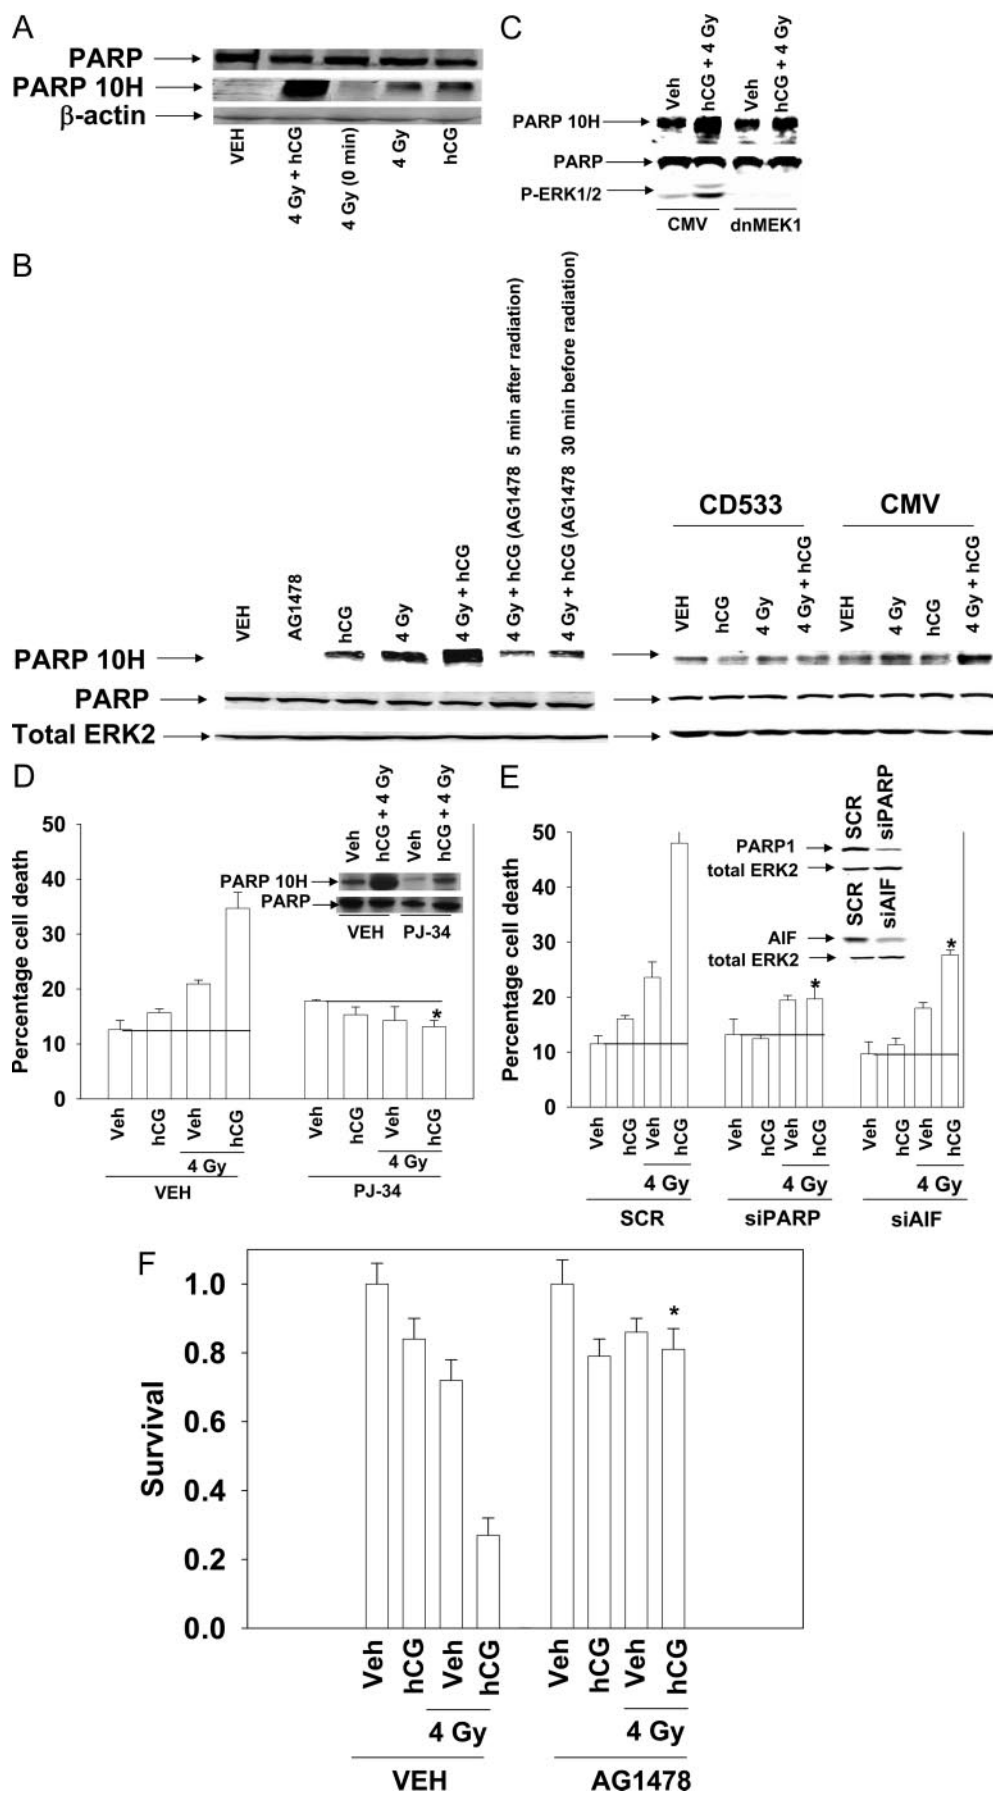 A
PARP
PARP 10H
β-actin
VEH
4 Gy + hCG
4 Gy (0 min)
4 Gy
hCG
C
Veh
hCG + 4 Gy
Veh
hCG + 4 Gy
PARP 10H
PARP
P-ERK1/2
CMV dnMEK1
B
VEH
AG1478
hCG
4 Gy
4 Gy + hCG
4 Gy + hCG (AG1478 5 min after radiation)
4 Gy + hCG (AG1478 30 min before radiation)
CD533 CMV
VEH
hCG
4 Gy
4 Gy + hCG
VEH
4 Gy
hCG
4 Gy + hCG
PARP 10H
PARP
Total ERK2
D
Percentage cell death
50
40
30
20
10
0
Veh
hCG + 4 Gy
Veh
hCG + 4 Gy
PARP 10H
PARP
VEH PJ-34
*
Veh
hCG
Veh
hCG
4 Gy
VEH
Veh
hCG
Veh
hCG
4 Gy
PJ-34
E
Percentage cell death
50
40
30
20
10
0
SCR
siPARP
PARP1
total ERK2
SCR
siAIF
AIF
total ERK2
*
*
Veh
hCG
Veh
hCG
4 Gy
SCR
Veh
hCG
Veh
hCG
4 Gy
siPARP
Veh
hCG
Veh
hCG
4 Gy
siAIF
F
Survival
1.0
0.8
0.6
0.4
0.2
0.0
*
Veh
hCG
Veh
hCG
4 Gy
VEH
Veh
hCG
Veh
hCG
4 Gy
AG1478